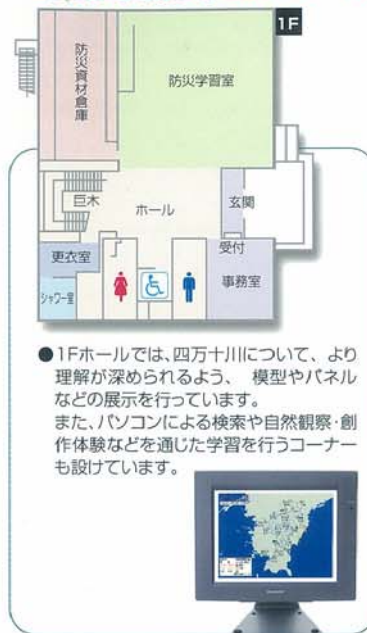 1F
防災資材倉庫
防災学習室
巨木
ホール
玄関
更衣室
受付
シャワー室
事務室
●1Fホールでは、四万十川について、より
理解が深められるよう、 模型やパネル
などの展示を行っています。
また、パソコンによる検索や自然観察・創
作体験などを通じた学習を行うコーナー
も設けています。